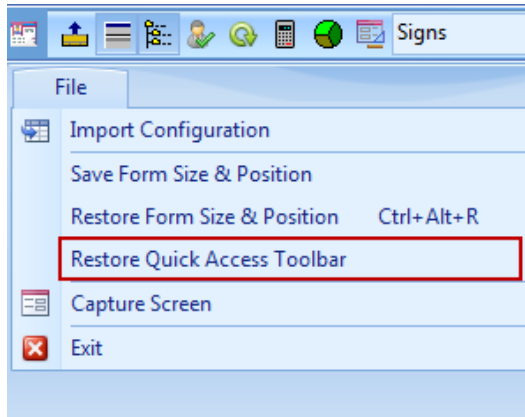 Signs
File
Import Configuration
Save Form Size & Position
Restore Form Size & Position Ctrl+Alt+R
Restore Quick Access Toolbar
Capture Screen
Exit